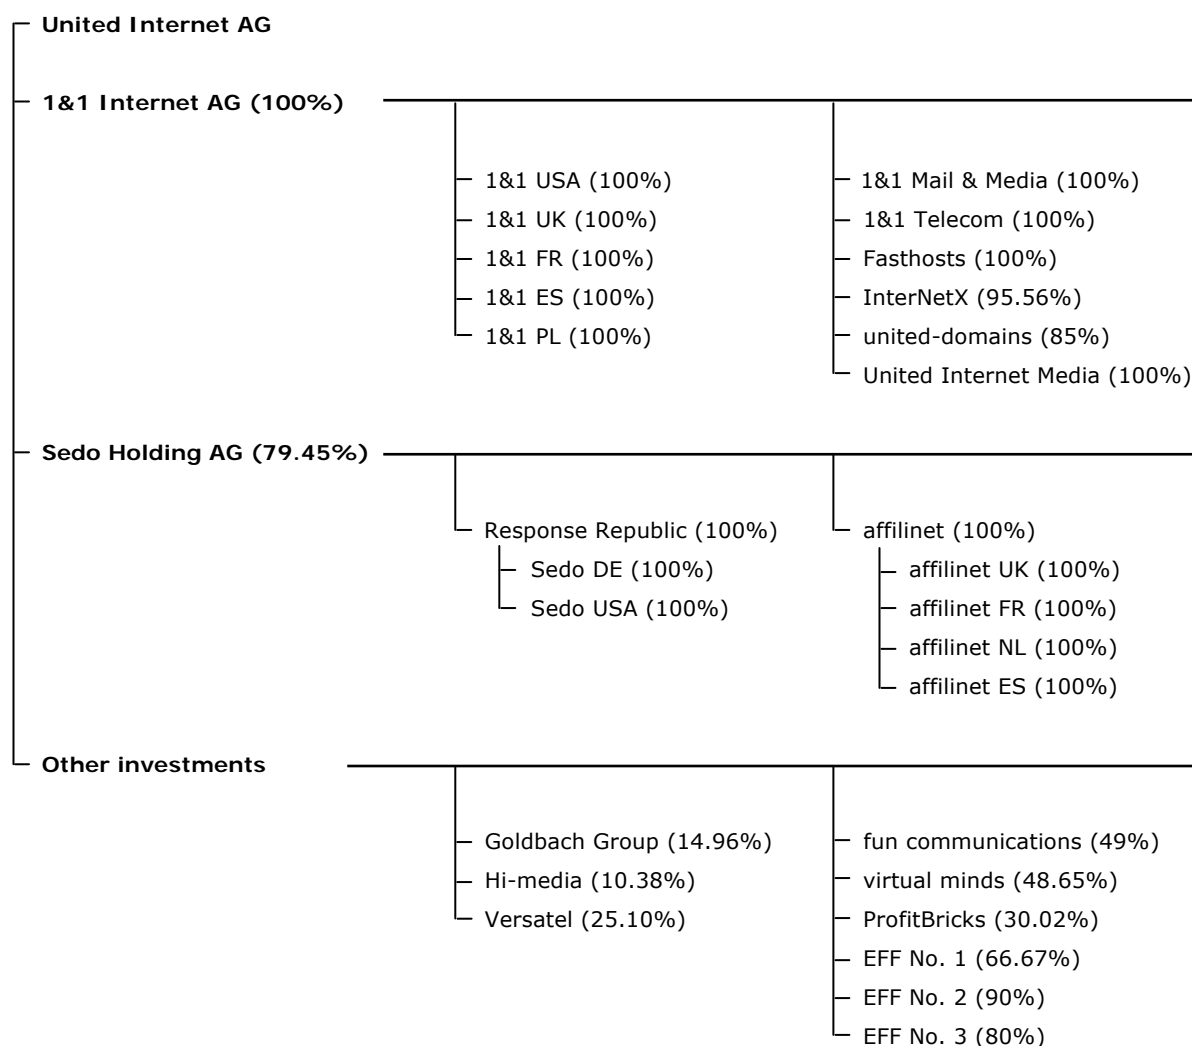 United Internet AG
1&1 Internet AG (100%)
1&1 USA (100%)
1&1 UK (100%)
1&1 FR (100%)
1&1 ES (100%)
1&1 PL (100%)
1&1 Mail & Media (100%)
1&1 Telecom (100%)
Fasthosts (100%)
InterNetX (95.56%)
united-domains (85%)
United Internet Media (100%)
Sedo Holding AG (79.45%)
Response Republic (100%)
Sedo DE (100%)
Sedo USA (100%)
affilinet (100%)
affilinet UK (100%)
affilinet FR (100%)
affilinet NL (100%)
affilinet ES (100%)
Other investments
Goldbach Group (14.96%)
Hi-media (10.38%)
Versatel (25.10%)
fun communications (49%)
virtual minds (48.65%)
ProfitBricks (30.02%)
EFF No. 1 (66.67%)
EFF No. 2 (90%)
EFF No. 3 (80%)